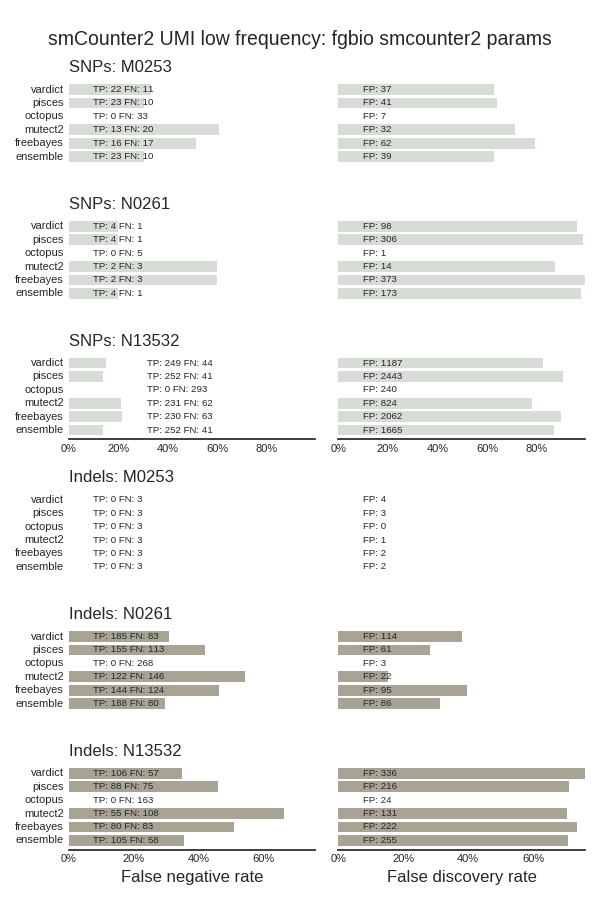 smCounter2 UMI low frequency: fgbio smcounter2 params
SNPs: M0253
vardict TP: 22 FN: 11 FP: 37
pisces TP: 23 FN: 10 FP: 41
octopus TP: 0 FN: 33 FP: 7
mutect2 TP: 13 FN: 20 FP: 32
freebayes TP: 16 FN: 17 FP: 62
ensemble TP: 23 FN: 10 FP: 39
SNPs: N0261
vardict TP: 4 FN: 1 FP: 98
pisces TP: 4 FN: 1 FP: 306
octopus TP: 0 FN: 5 FP: 1
mutect2 TP: 2 FN: 3 FP: 14
freebayes TP: 2 FN: 3 FP: 373
ensemble TP: 4 FN: 1 FP: 173
SNPs: N13532
vardict TP: 249 FN: 44 FP: 1187
pisces TP: 252 FN: 41 FP: 2443
octopus TP: 0 FN: 293 FP: 240
mutect2 TP: 231 FN: 62 FP: 824
freebayes TP: 230 FN: 63 FP: 2062
ensemble TP: 252 FN: 41 FP: 1665
0% 20% 40% 60% 80% 0% 20% 40% 60% 80%
Indels: M0253
vardict TP: 0 FN: 3 FP: 4
pisces TP: 0 FN: 3 FP: 3
octopus TP: 0 FN: 3 FP: 0
mutect2 TP: 0 FN: 3 FP: 1
freebayes TP: 0 FN: 3 FP: 2
ensemble TP: 0 FN: 3 FP: 2
Indels: N0261
vardict TP: 185 FN: 83 FP: 114
pisces TP: 155 FN: 113 FP: 61
octopus TP: 0 FN: 268 FP: 3
mutect2 TP: 122 FN: 146 FP: 22
freebayes TP: 144 FN: 124 FP: 95
ensemble TP: 188 FN: 80 FP: 86
Indels: N13532
vardict TP: 106 FN: 57 FP: 336
pisces TP: 88 FN: 75 FP: 216
octopus TP: 0 FN: 163 FP: 24
mutect2 TP: 55 FN: 108 FP: 131
freebayes TP: 80 FN: 83 FP: 222
ensemble TP: 105 FN: 58 FP: 255
0% 20% 40% 60% 0% 20% 40% 60%
False negative rate False discovery rate